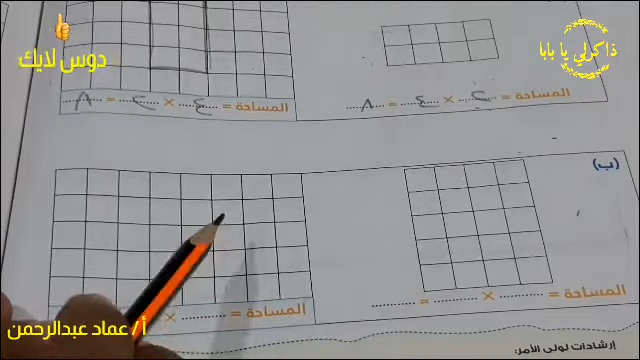 ذاكرلي يا بابا
دوس لايك
المساحة = ٢ × ٤ = ٨
المساحة = ٤ × ٢ = ٨
(ب)
المساحة = ............ × ............ = ............
المساحة = ............ ×
أ/ عماد عبدالرحمن
إرشادات لولي الأمر: